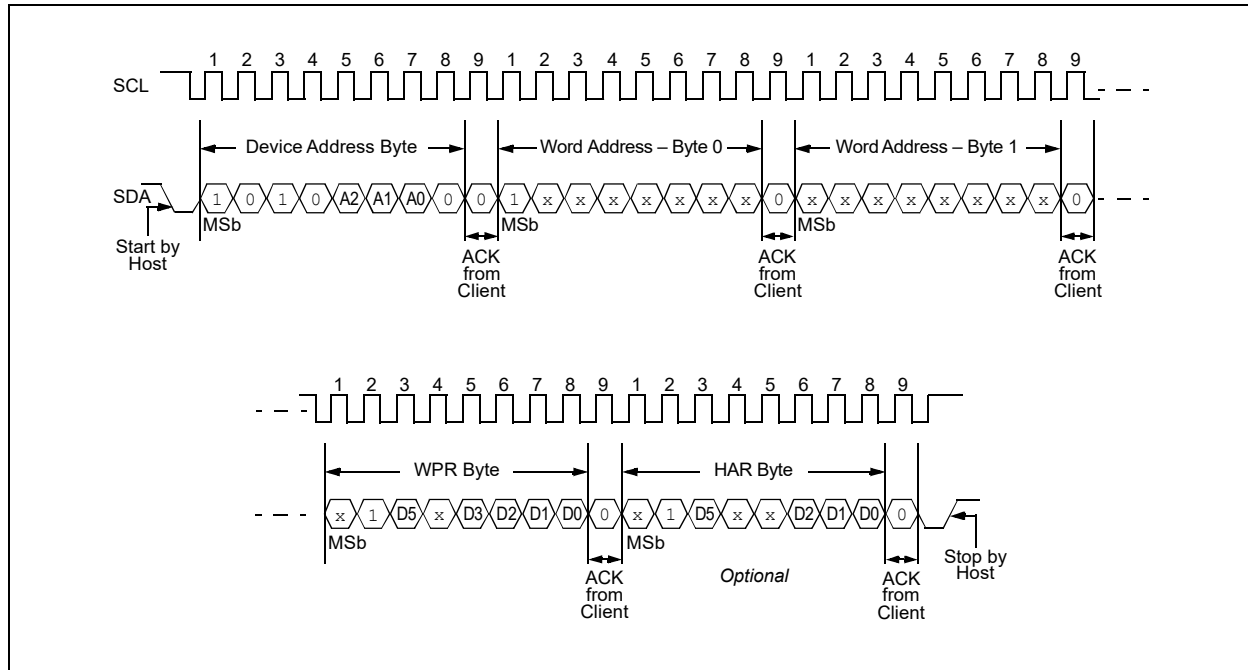 1 2 3 4 5 6 7 8 9 1 2 3 4 5 6 7 8 9 1 2 3 4 5 6 7 8 9
SCL
Device Address Byte Word Address – Byte 0 Word Address – Byte 1
SDA 1 0 1 0 A2 A1 A0 0 0 1 x x x x x x x 0 x x x x x x x x 0
MSb MSb MSb
Start by
Host
ACK
from
Client
ACK
from
Client
ACK
from
Client
1 2 3 4 5 6 7 8 9 1 2 3 4 5 6 7 8 9
WPR Byte HAR Byte
x 1 D5 x D3 D2 D1 D0 0 x 1 D5 x x D2 D1 D0 0
MSb MSb
ACK
from
Client
Optional
ACK
from
Client
Stop by
Host